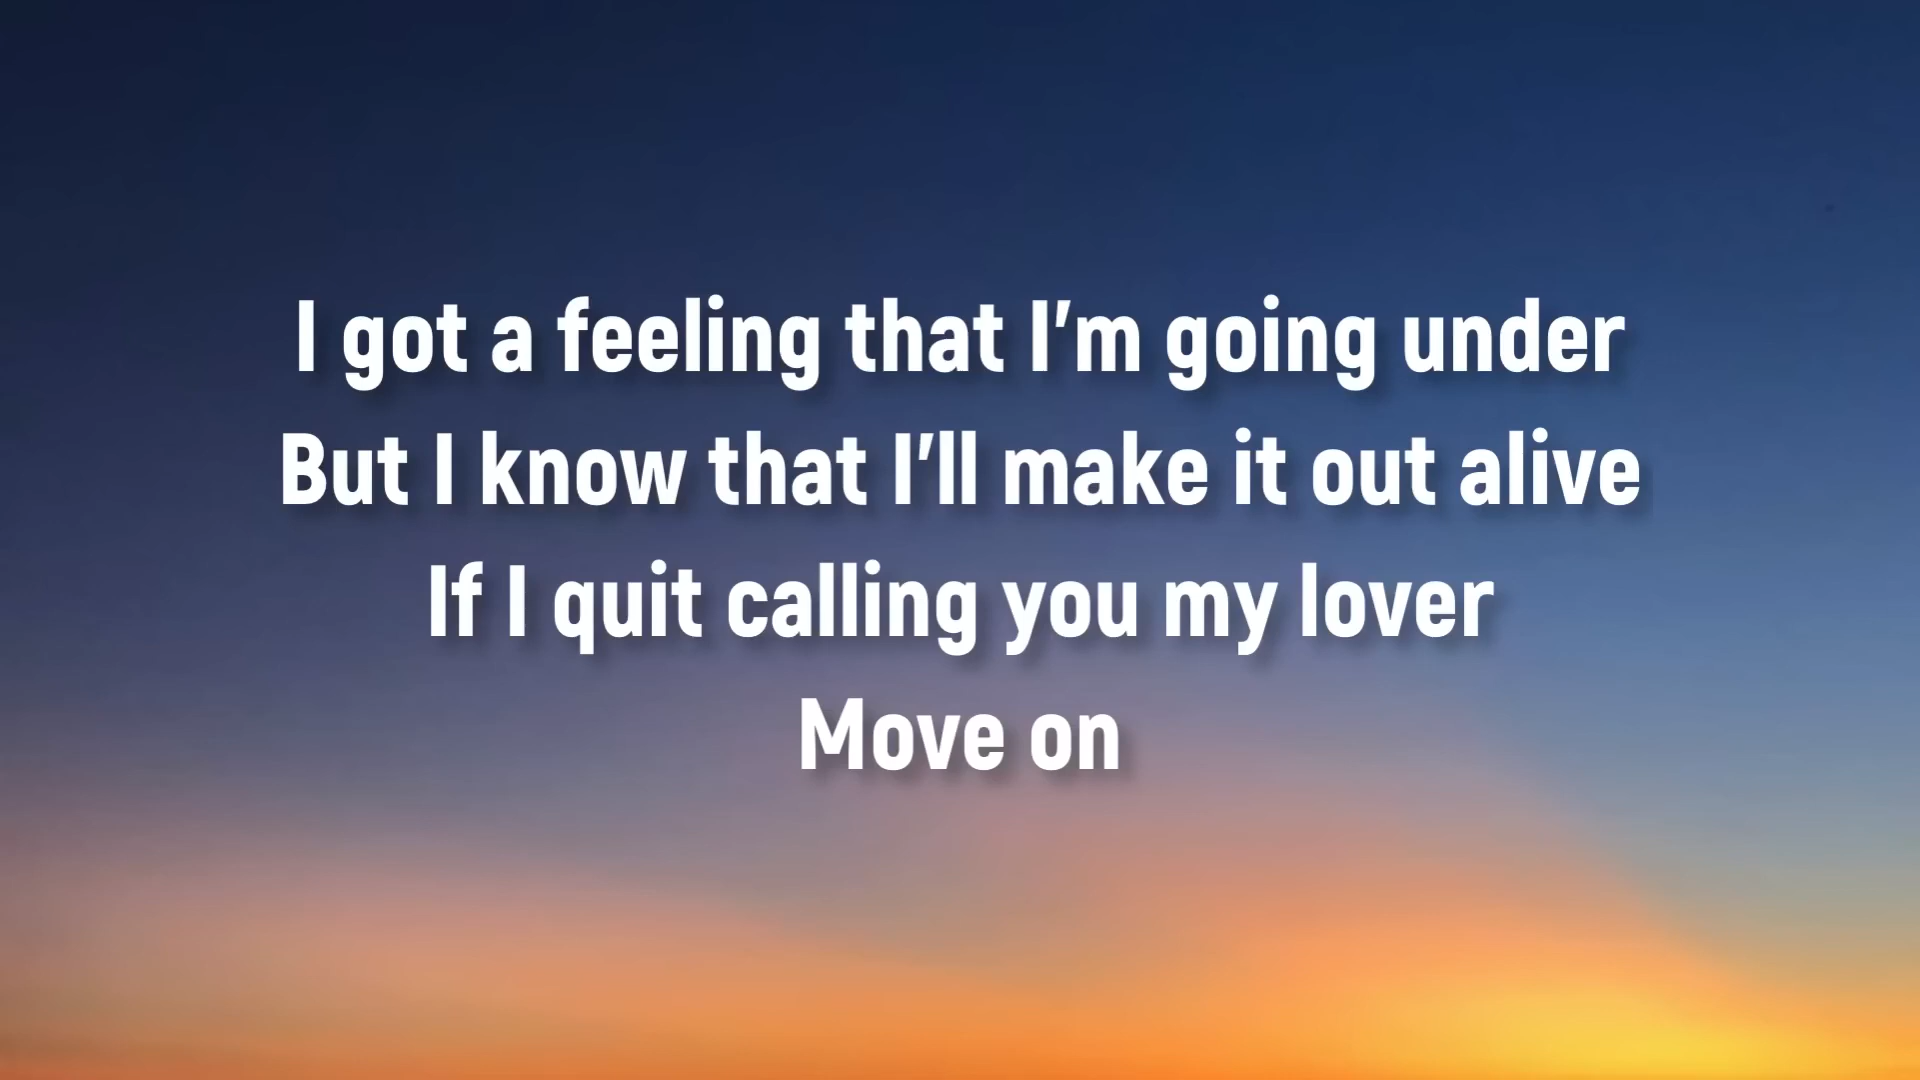 I got a feeling that I'm going under
But I know that I'll make it out alive
If I quit calling you my lover
Move on